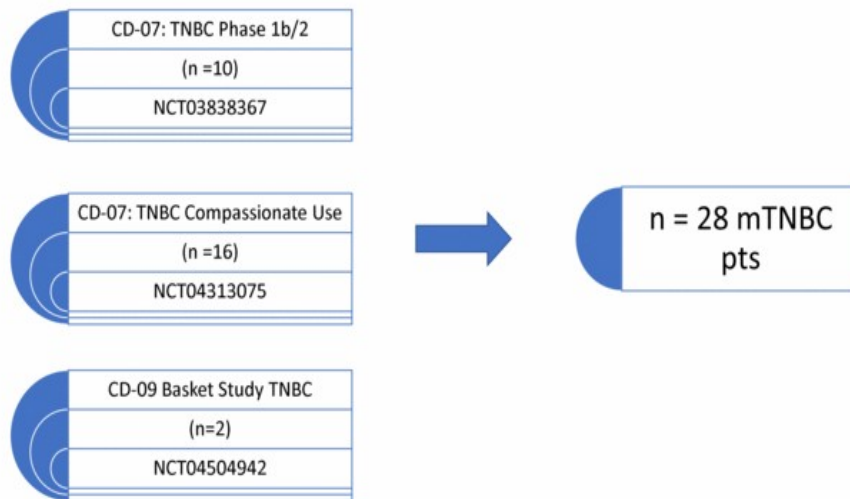 CD-07: TNBC Phase 1b/2
(n =10)
NCT03838367
CD-07: TNBC Compassionate Use
(n =16)
NCT04313075
CD-09 Basket Study TNBC
(n=2)
NCT04504942
n = 28 mTNBC
pts